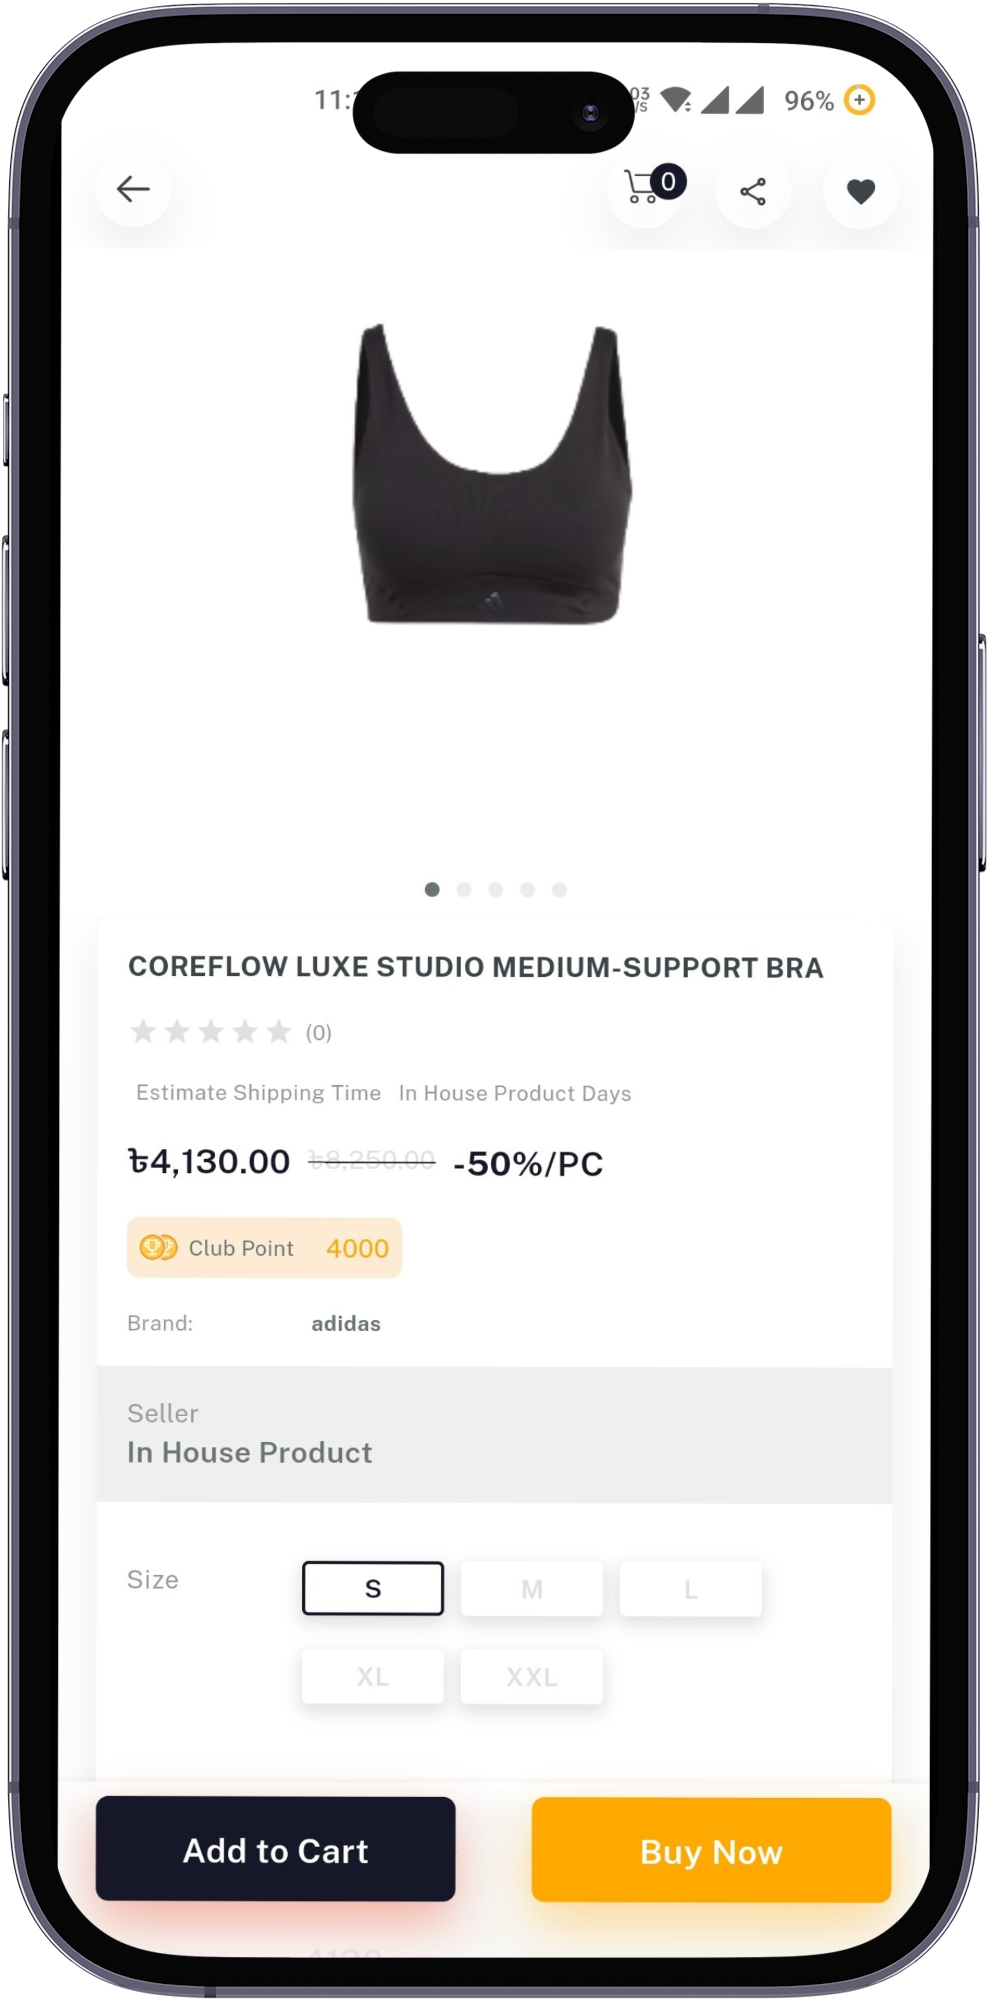 96%
0
COREFLOW LUXE STUDIO MEDIUM-SUPPORT BRA
(0)
Estimate Shipping Time In House Product Days
৳4,130.00 ৳8,250.00 -50%/PC
Club Point 4000
Brand: adidas
Seller
In House Product
Size S M L
XL XXL
Add to Cart Buy Now